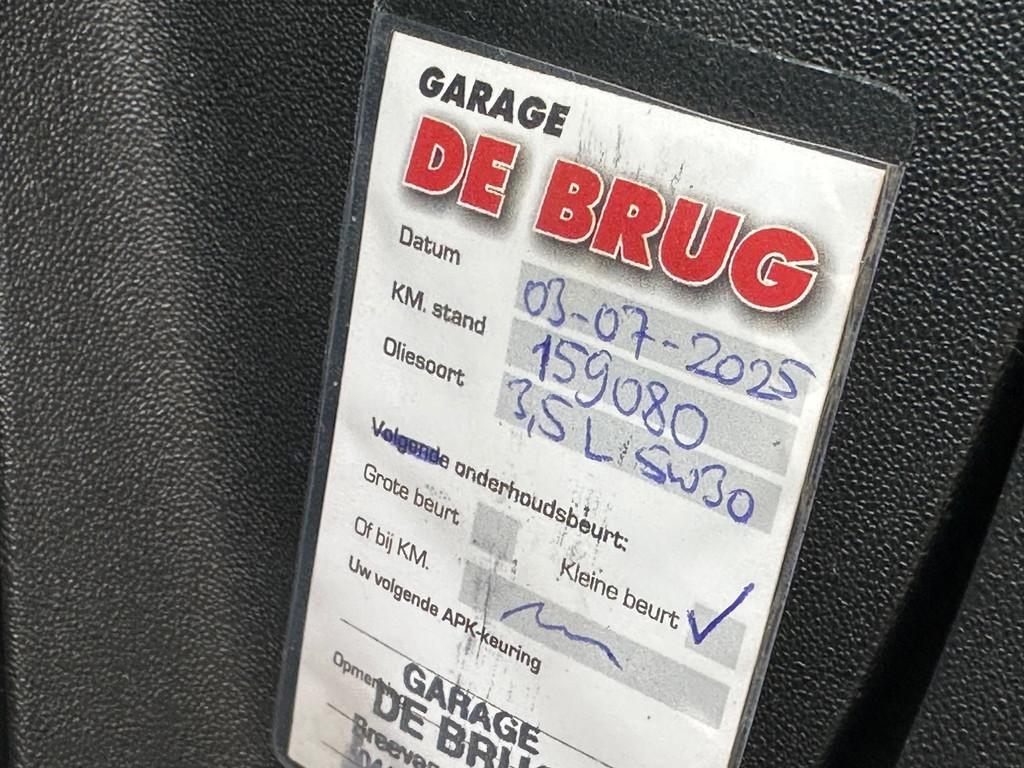 GARAGE
DE BRUG
Datum 03-07-2025
KM. stand 159080
Oliesoort 3,5 L 5W30
Volgende onderhoudsbeurt:
Grote beurt Kleine beurt ✓
Of bij KM.
Uw volgende APK-keuring
GARAGE
DE BRUG